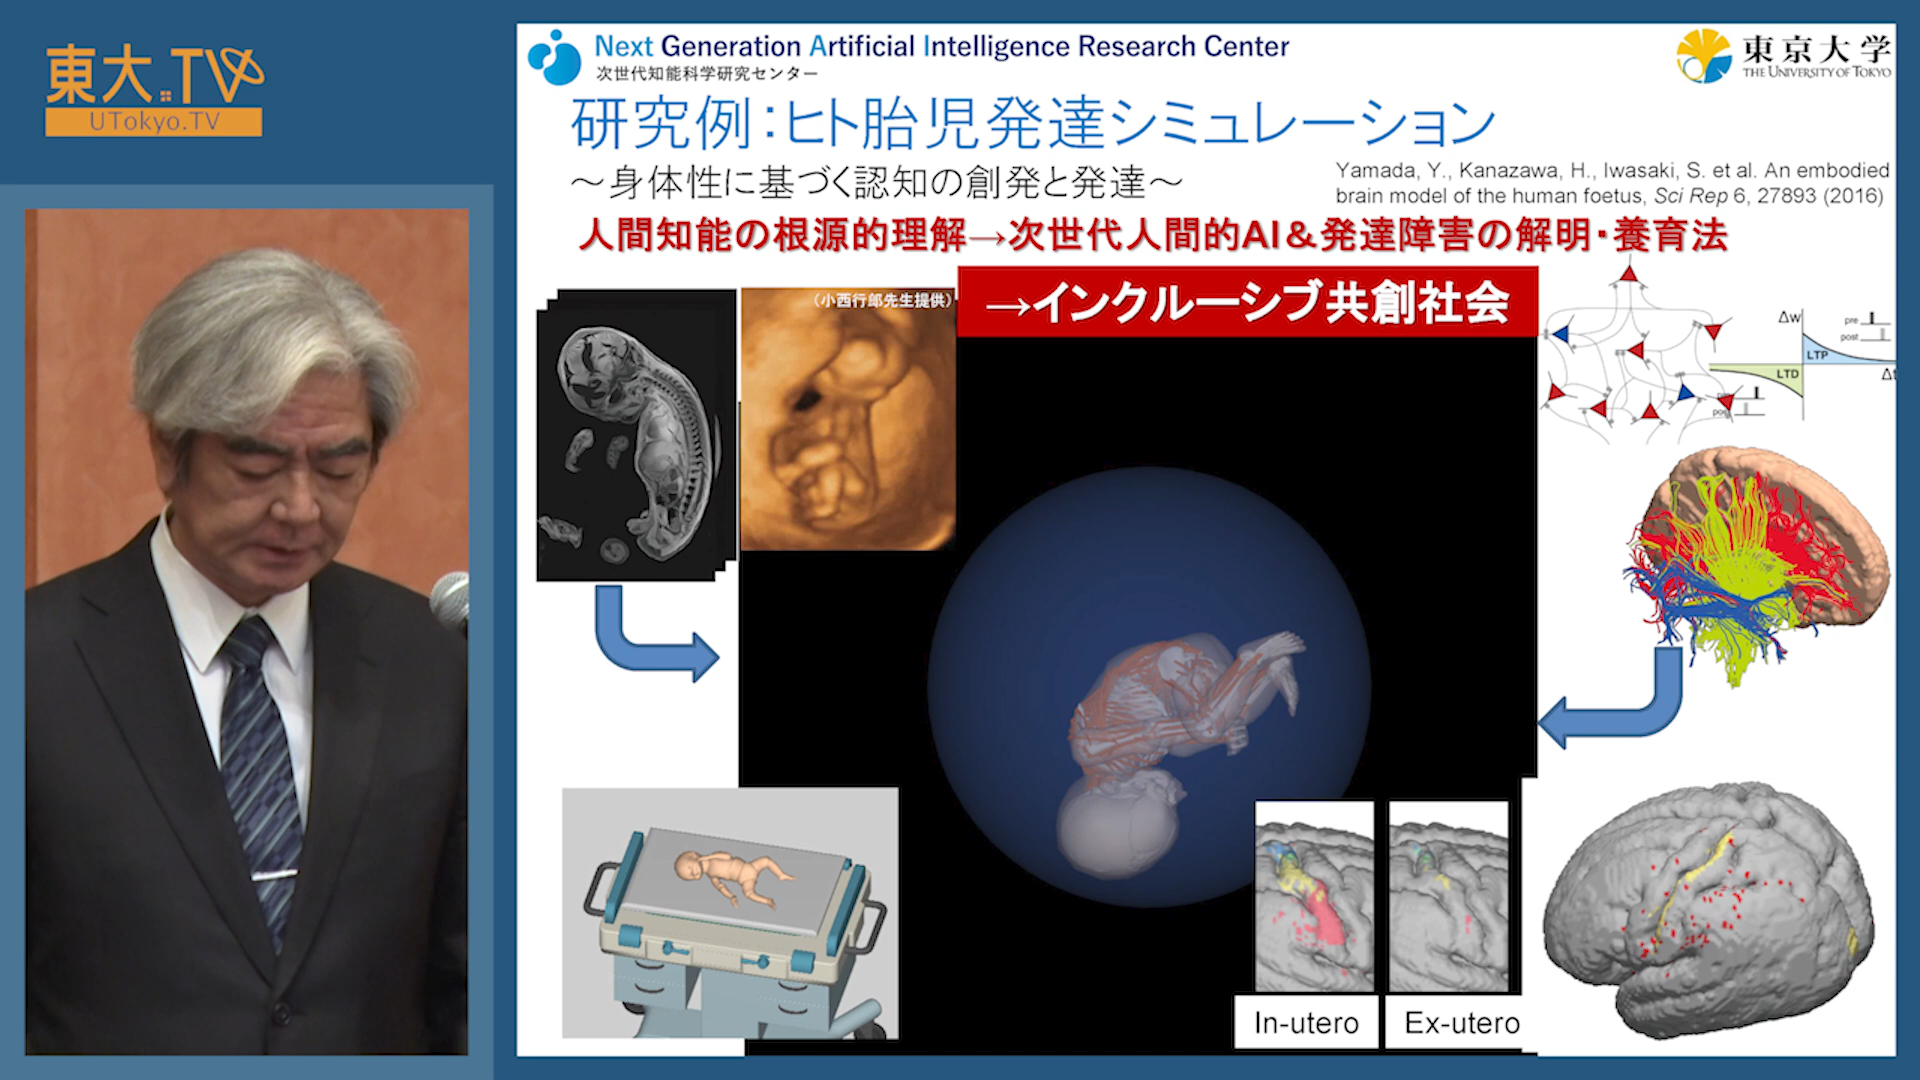 東大TV
UTokyo.TV
Next Generation Artificial Intelligence Research Center
次世代知能科学研究センター
東京大学
THE UNIVERSITY OF TOKYO
研究例：ヒト胎児発達シミュレーション
～身体性に基づく認知の創発と発達～
Yamada, Y., Kanazawa, H., Iwasaki, S. et al. An embodied
brain model of the human foetus, Sci Rep 6, 27893 (2016)
人間知能の根源的理解→次世代人間的AI＆発達障害の解明・養育法
→インクルーシブ共創社会
（小西行郎先生提供）
Δw
pre
post
LTP
LTD
Δt
pre
post
In-utero
Ex-utero